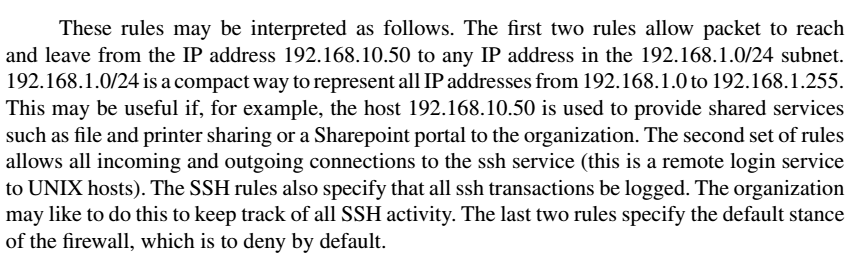 These rules may be interpreted as follows. The first two rules allow packet to reach
and leave from the IP address 192.168.10.50 to any IP address in the 192.168.1.0/24 subnet.
192.168.1.0/24 is a compact way to represent all IP addresses from 192.168.1.0 to 192.168.1.255.
This may be useful if, for example, the host 192.168.10.50 is used to provide shared services
such as file and printer sharing or a Sharepoint portal to the organization. The second set of rules
allows all incoming and outgoing connections to the ssh service (this is a remote login service
to UNIX hosts). The SSH rules also specify that all ssh transactions be logged. The organization
may like to do this to keep track of all SSH activity. The last two rules specify the default stance
of the firewall, which is to deny by default.